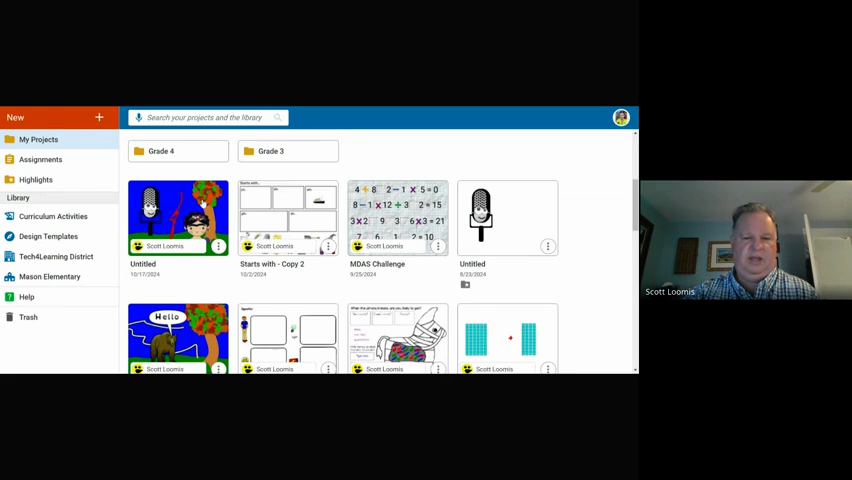 New +
Search your projects and the library
My Projects
Assignments
Highlights
Library
Curriculum Activities
Design Templates
Tech4Learning District
Mason Elementary
Help
Trash
Grade 4
Grade 3
Scott Loomis
Untitled
10/17/2024
Starts with...
Scott Loomis
Starts with - Copy 2
10/2/2024
4 + 8 2 - 1 x 5 = 0
8 - 1 x 12 ÷ 3 2 = 15
3 x 2 9 3 6 x 3 = 21
Scott Loomis
MDAS Challenge
9/25/2024
Untitled
8/23/2024
Hello
Scott Loomis
Scott Loomis
Scott Loomis
Scott Loomis
Scott Loomis